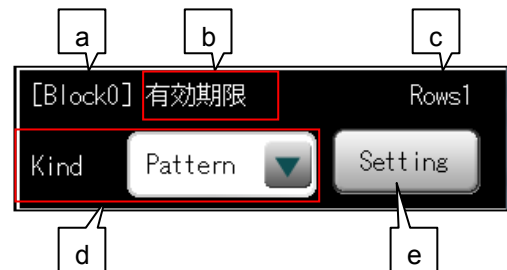 a b c
[Block0] 有効期限 Rows1
Kind Pattern Setting
d e